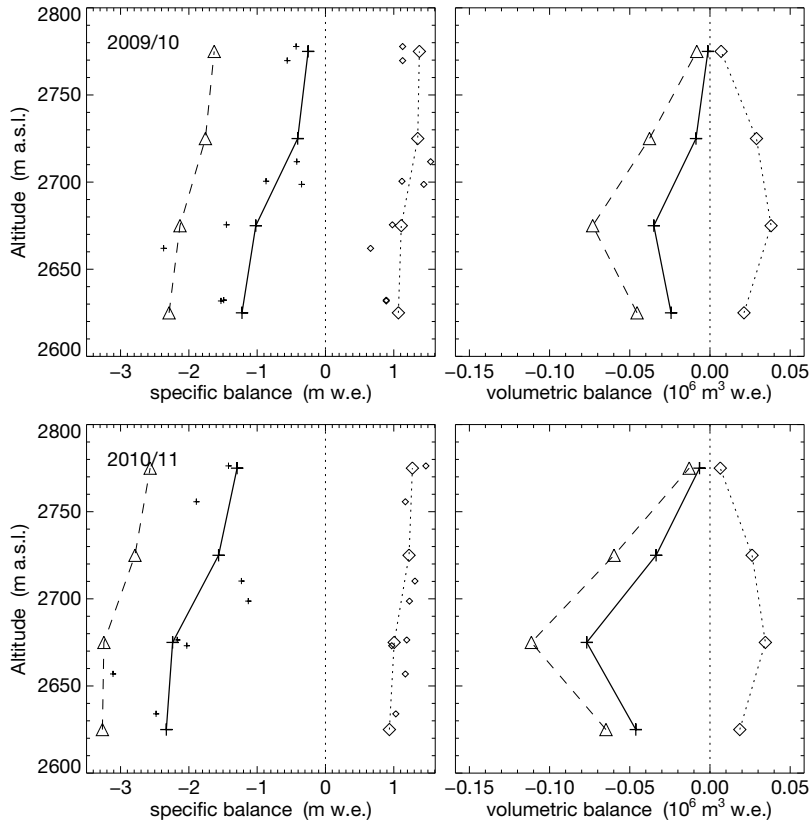 2800
2750
2700
2650
2600
Altitude (m a.s.l.)
2009/10
−3 −2 −1 0 1
specific balance (m w.e.)
−0.15 −0.10 −0.05 0.00 0.05
volumetric balance (10⁶ m³ w.e.)
2800
2750
2700
2650
2600
Altitude (m a.s.l.)
2010/11
−3 −2 −1 0 1
specific balance (m w.e.)
−0.15 −0.10 −0.05 0.00 0.05
volumetric balance (10⁶ m³ w.e.)